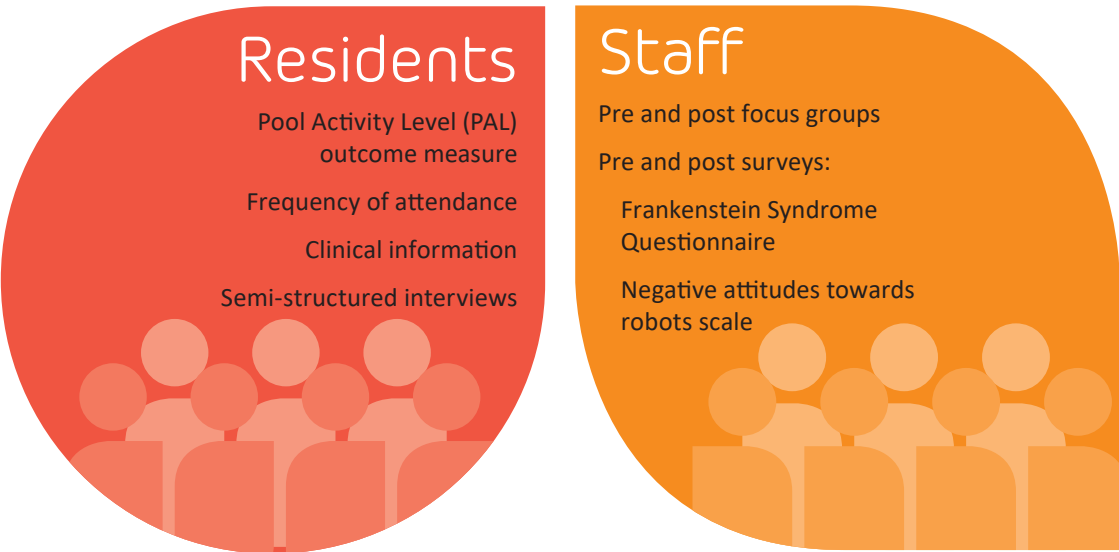 Residents
Pool Activity Level (PAL)
outcome measure
Frequency of attendance
Clinical information
Semi-structured interviews
Staff
Pre and post focus groups
Pre and post surveys:
Frankenstein Syndrome
Questionnaire
Negative attitudes towards
robots scale